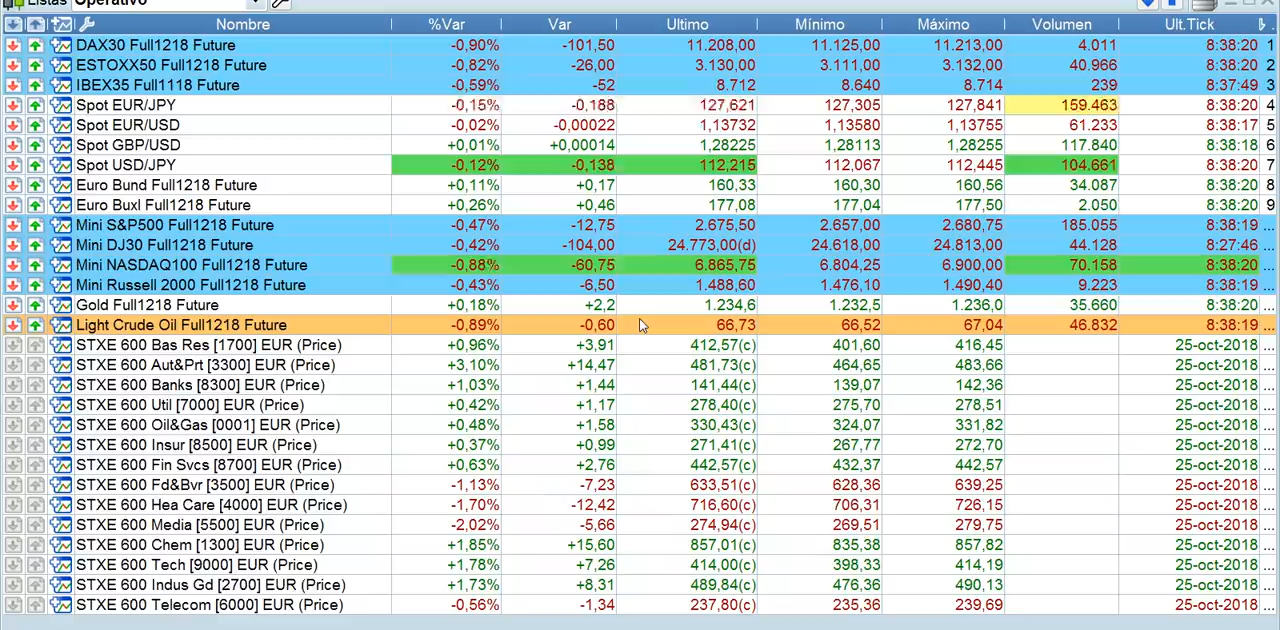 Listas Operativo
Nombre %Var Var Ultimo Mínimo Máximo Volumen Ult.Tick
DAX30 Full1218 Future -0,90% -101,50 11.208,00 11.125,00 11.213,00 4.011 8:38:20 1
ESTOXX50 Full1218 Future -0,82% -26,00 3.130,00 3.111,00 3.132,00 40.966 8:38:20 2
IBEX35 Full1118 Future -0,59% -52 8.712 8.640 8.714 239 8:37:49 3
Spot EUR/JPY -0,15% -0,188 127,621 127,305 127,841 159.463 8:38:20 4
Spot EUR/USD -0,02% -0,00022 1,13732 1,13580 1,13755 61.233 8:38:17 5
Spot GBP/USD +0,01% +0,00014 1,28225 1,28113 1,28255 117.840 8:38:18 6
Spot USD/JPY -0,12% -0,138 112,215 112,067 112,445 104.661 8:38:20 7
Euro Bund Full1218 Future +0,11% +0,17 160,33 160,30 160,56 34.087 8:38:20 8
Euro Buxl Full1218 Future +0,26% +0,46 177,08 177,04 177,50 2.050 8:38:20 9
Mini S&P500 Full1218 Future -0,47% -12,75 2.675,50 2.657,00 2.680,75 185.055 8:38:19 ...
Mini DJ30 Full1218 Future -0,42% -104,00 24.773,00(d) 24.618,00 24.813,00 44.128 8:27:46 ...
Mini NASDAQ100 Full1218 Future -0,88% -60,75 6.865,75 6.804,25 6.900,00 70.158 8:38:20 ...
Mini Russell 2000 Full1218 Future -0,43% -6,50 1.488,60 1.476,10 1.490,40 9.223 8:38:19 ...
Gold Full1218 Future +0,18% +2,2 1.234,6 1.232,5 1.236,0 35.660 8:38:20 ...
Light Crude Oil Full1218 Future -0,89% -0,60 66,73 66,52 67,04 46.832 8:38:19 ...
STXE 600 Bas Res [1700] EUR (Price) +0,96% +3,91 412,57(c) 401,60 416,45 25-oct-2018 ...
STXE 600 Aut&Prt [3300] EUR (Price) +3,10% +14,47 481,73(c) 464,65 483,66 25-oct-2018 ...
STXE 600 Banks [8300] EUR (Price) +1,03% +1,44 141,44(c) 139,07 142,36 25-oct-2018 ...
STXE 600 Util [7000] EUR (Price) +0,42% +1,17 278,40(c) 275,70 278,51 25-oct-2018 ...
STXE 600 Oil&Gas [0001] EUR (Price) +0,48% +1,58 330,43(c) 324,07 331,82 25-oct-2018 ...
STXE 600 Insur [8500] EUR (Price) +0,37% +0,99 271,41(c) 267,77 272,70 25-oct-2018 ...
STXE 600 Fin Svcs [8700] EUR (Price) +0,63% +2,76 442,57(c) 432,37 442,57 25-oct-2018 ...
STXE 600 Fd&Bvr [3500] EUR (Price) -1,13% -7,23 633,51(c) 628,36 639,25 25-oct-2018 ...
STXE 600 Hea Care [4000] EUR (Price) -1,70% -12,42 716,60(c) 706,31 726,15 25-oct-2018 ...
STXE 600 Media [5500] EUR (Price) -2,02% -5,66 274,94(c) 269,51 279,75 25-oct-2018 ...
STXE 600 Chem [1300] EUR (Price) +1,85% +15,60 857,01(c) 835,38 857,82 25-oct-2018 ...
STXE 600 Tech [9000] EUR (Price) +1,78% +7,26 414,00(c) 398,33 414,19 25-oct-2018 ...
STXE 600 Indus Gd [2700] EUR (Price) +1,73% +8,31 489,84(c) 476,36 490,13 25-oct-2018 ...
STXE 600 Telecom [6000] EUR (Price) -0,56% -1,34 237,80(c) 235,36 239,69 25-oct-2018 ...